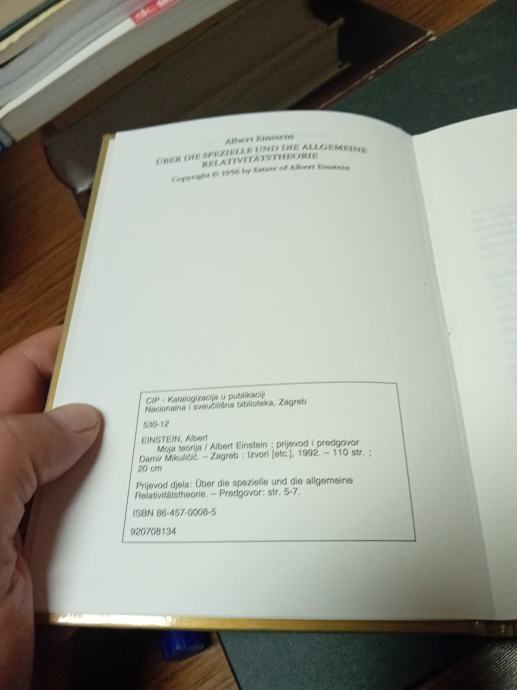 Albert Einstein
ÜBER DIE SPEZIELLE UND DIE ALLGEMEINE
RELATIVITÄTSTHEORIE
Copyright © 1956 by Estate of Albert Einstein
CIP - Katalogizacija u publikaciji
Nacionalna i sveučilišna biblioteka, Zagreb
530-12
EINSTEIN, Albert
Moja teorija / Albert Einstein ; prijevod i predgovor
Damir Mikuličić. – Zagreb : Izvori [etc.], 1992. – 110 str. ;
20 cm
Prijevod djela: Über die spezielle und die allgemeine
Relativitätstheorie. – Predgovor: str. 5-7.
ISBN 86-457-0008-5
920708134